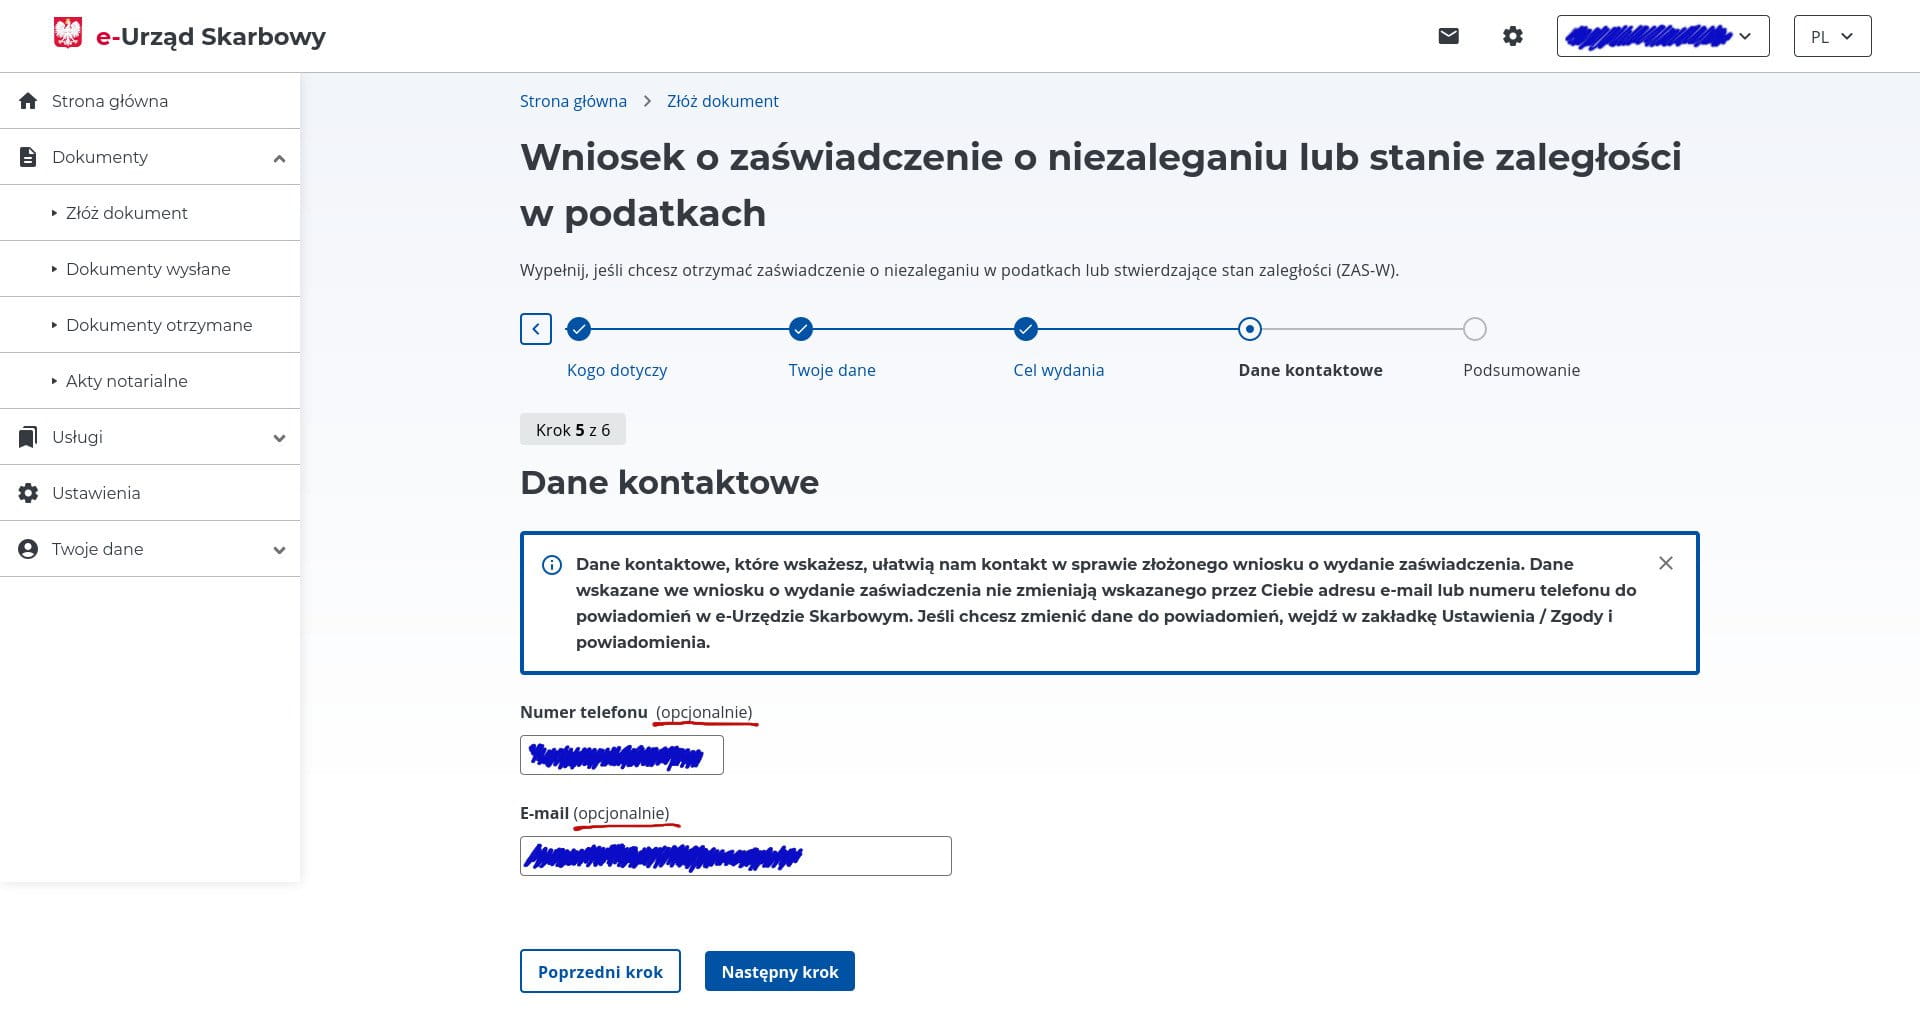 e-Urząd Skarbowy
PL
Strona główna
Dokumenty
Złóż dokument
Dokumenty wysłane
Dokumenty otrzymane
Akty notarialne
Usługi
Ustawienia
Twoje dane
Strona główna > Złóż dokument
Wniosek o zaświadczenie o niezaleganiu lub stanie zaległości
w podatkach
Wypełnij, jeśli chcesz otrzymać zaświadczenie o niezaleganiu w podatkach lub stwierdzające stan zaległości (ZAS-W).
Kogo dotyczy
Twoje dane
Cel wydania
Dane kontaktowe
Podsumowanie
Krok 5 z 6
Dane kontaktowe
Dane kontaktowe, które wskażesz, ułatwią nam kontakt w sprawie złożonego wniosku o wydanie zaświadczenia. Dane
wskazane we wniosku o wydanie zaświadczenia nie zmieniają wskazanego przez Ciebie adresu e-mail lub numeru telefonu do
powiadomień w e-Urzędzie Skarbowym. Jeśli chcesz zmienić dane do powiadomień, wejdź w zakładkę Ustawienia / Zgody i
powiadomienia.
Numer telefonu (opcjonalnie)
E-mail (opcjonalnie)
Poprzedni krok
Następny krok